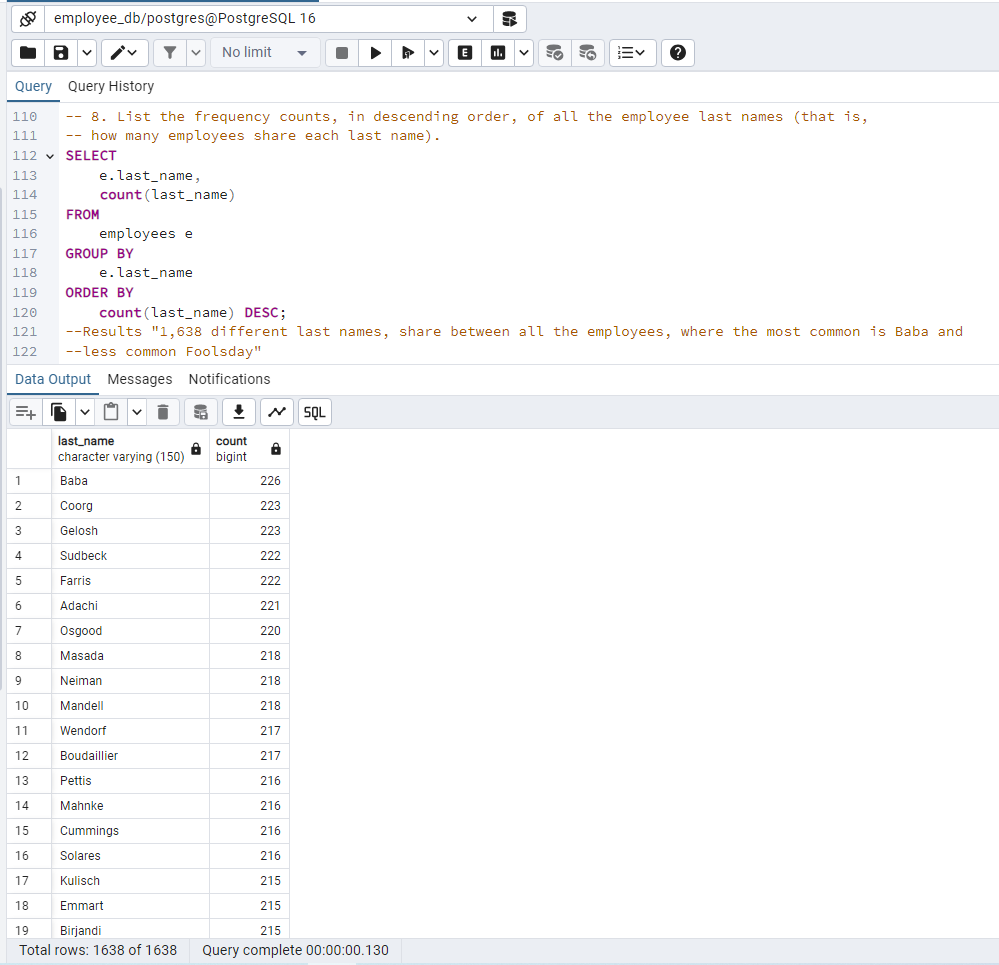 employee_db/postgres@PostgreSQL 16
No limit
E
Query Query History
110 -- 8. List the frequency counts, in descending order, of all the employee last names (that is,
111 -- how many employees share each last name).
112 SELECT
113 e.last_name,
114 count(last_name)
115 FROM
116 employees e
117 GROUP BY
118 e.last_name
119 ORDER BY
120 count(last_name) DESC;
121 --Results "1,638 different last names, share between all the employees, where the most common is Baba and
122 --less common Foolsday"
Data Output Messages Notifications
SQL
last_name count
character varying (150) bigint
1 Baba 226
2 Coorg 223
3 Gelosh 223
4 Sudbeck 222
5 Farris 222
6 Adachi 221
7 Osgood 220
8 Masada 218
9 Neiman 218
10 Mandell 218
11 Wendorf 217
12 Boudaillier 217
13 Pettis 216
14 Mahnke 216
15 Cummings 216
16 Solares 216
17 Kulisch 215
18 Emmart 215
19 Birjandi 215
Total rows: 1638 of 1638 Query complete 00:00:00.130